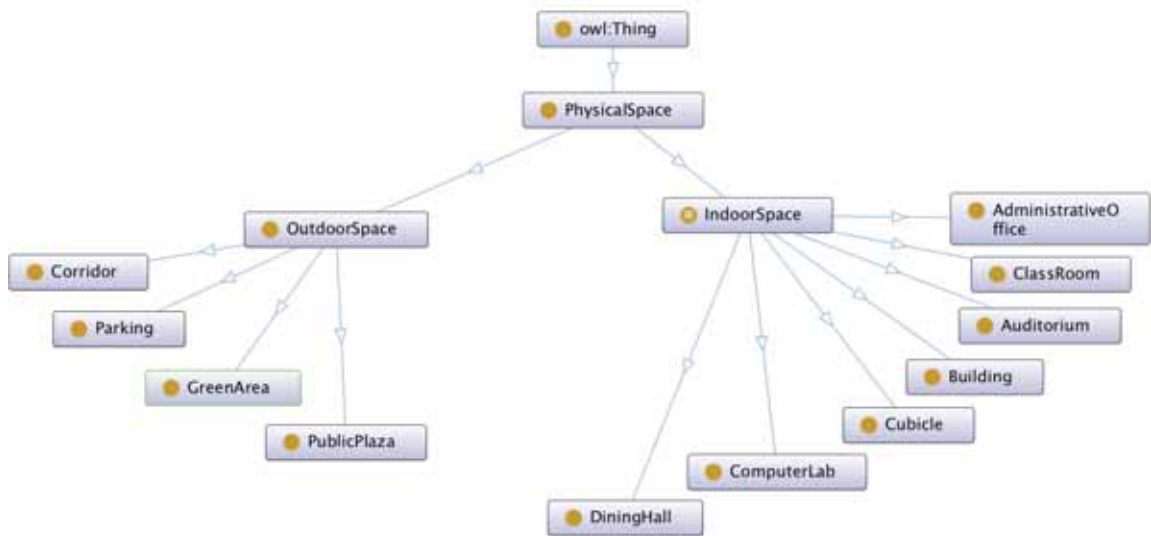 owl:Thing
PhysicalSpace
OutdoorSpace
IndoorSpace
AdministrativeO
ffice
Corridor
ClassRoom
Parking
Auditorium
GreenArea
Building
PublicPlaza
Cubicle
ComputerLab
DiningHall